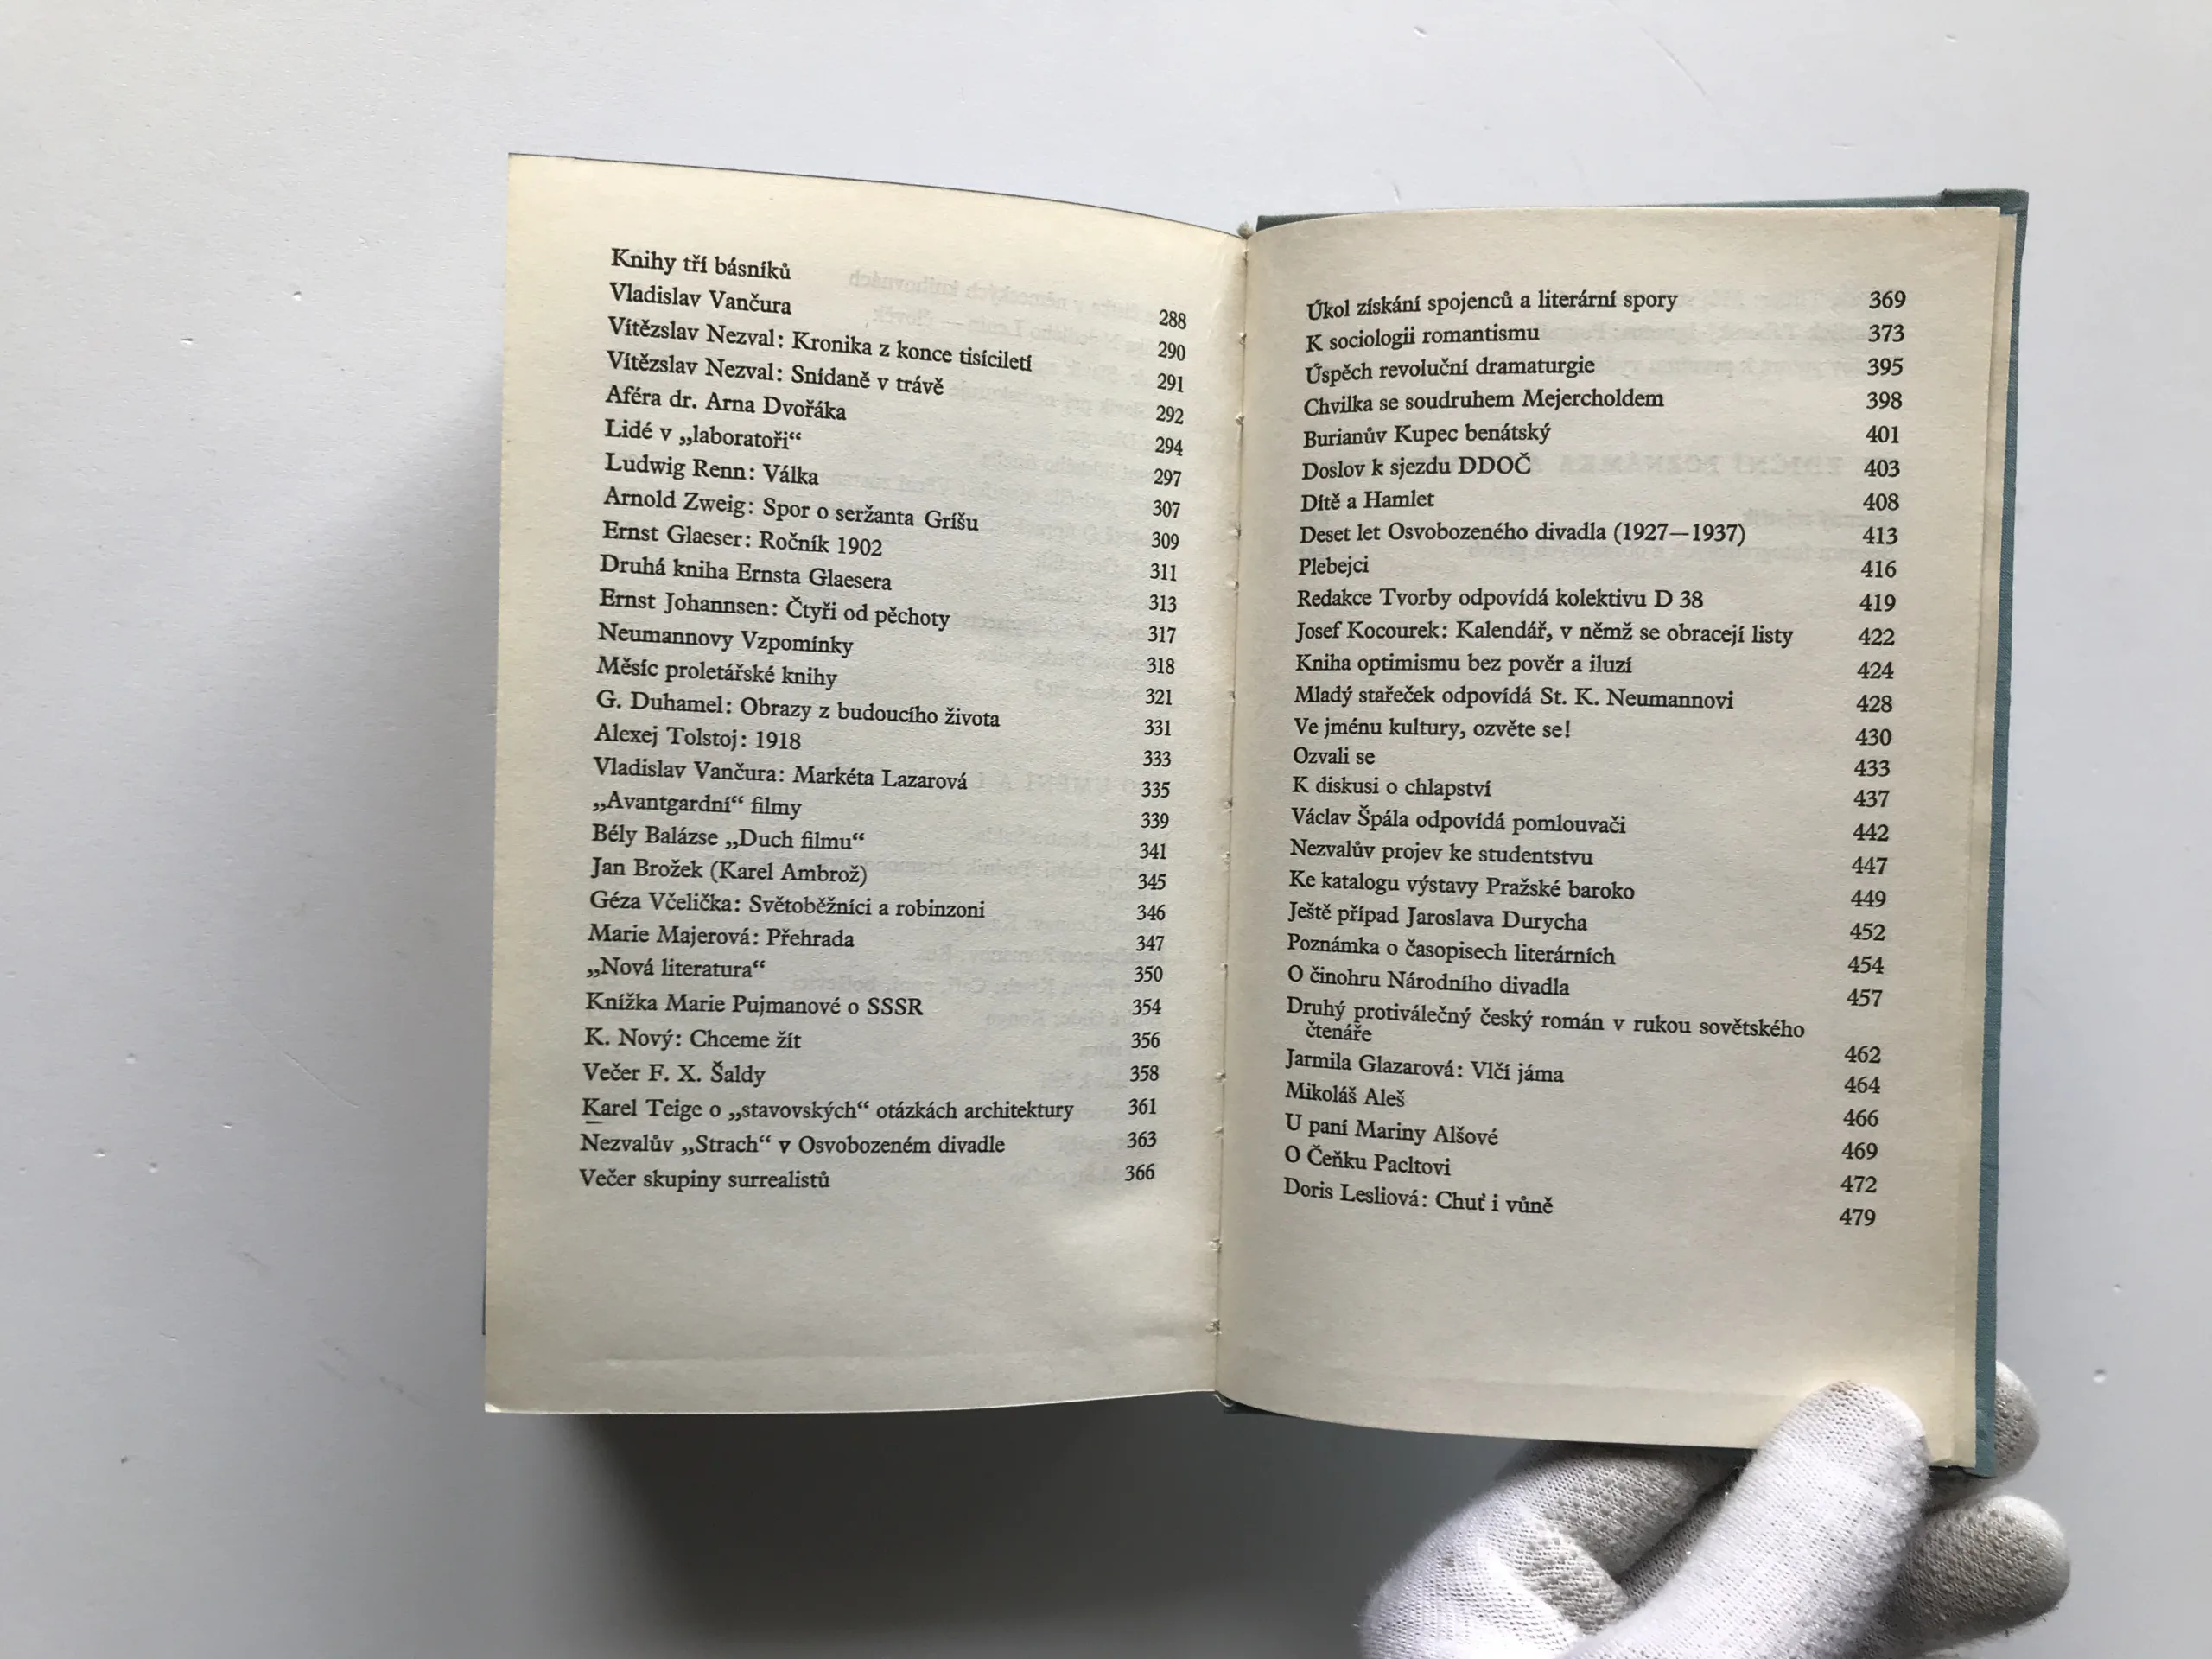 Knihy tří básníků 288
Vladislav Vančura 290
Vítězslav Nezval: Kronika z konce tisíciletí 291
Vítězslav Nezval: Snídaně v trávě 292
Aféra dr. Arna Dvořáka 294
Lidé v „laboratoři“ 297
Ludwig Renn: Válka 307
Arnold Zweig: Spor o seržanta Gríšu 309
Ernst Glaeser: Ročník 1902 311
Druhá kniha Ernsta Glaesera 313
Ernst Johannsen: Čtyři od pěchoty 317
Neumannovy Vzpomínky 318
Měsíc proletářské knihy 321
G. Duhamel: Obrazy z budoucího života 331
Alexej Tolstoj: 1918 333
Vladislav Vančura: Markéta Lazarová 335
„Avantgardní“ filmy 339
Bély Balázse „Duch filmu“ 341
Jan Brožek (Karel Ambrož) 345
Géza Včelička: Světoběžníci a robinzoni 346
Marie Majerová: Přehrada 347
„Nová literatura“ 350
Knížka Marie Pujmanové o SSSR 354
K. Nový: Chceme žít 356
Večer F. X. Šaldy 358
Karel Teige o „stavovských“ otázkách architektury 361
Nezvalův „Strach“ v Osvobozeném divadle 363
Večer skupiny surrealistů 366
Úkol získání spojenců a literární spory 369
K sociologii romantismu 373
Úspěch revoluční dramaturgie 395
Chvilka se soudruhem Mejercholdem 398
Burianův Kupec benátský 401
Doslov k sjezdu DDOČ 403
Dítě a Hamlet 408
Deset let Osvobozeného divadla (1927—1937) 413
Plebejci 416
Redakce Tvorby odpovídá kolektivu D 38 419
Josef Kocourek: Kalendář, v němž se obracejí listy 422
Kniha optimismu bez pověr a iluzí 424
Mladý stařeček odpovídá St. K. Neumannovi 428
Ve jménu kultury, ozvěte se! 430
Ozvali se 433
K diskusi o chlapství 437
Václav Špála odpovídá pomlouvači 442
Nezvalův projev ke studentstvu 447
Ke katalogu výstavy Pražské baroko 449
Ještě případ Jaroslava Durycha 452
Poznámka o časopisech literárních 454
O činohru Národního divadla 457
Druhý protiválečný český román v rukou sovětského
čtenáře 462
Jarmila Glazarová: Vlčí jáma 464
Mikoláš Aleš 466
U paní Mariny Alšové 469
O Čeňku Pacltovi 472
Doris Lesliová: Chuť i vůně 479